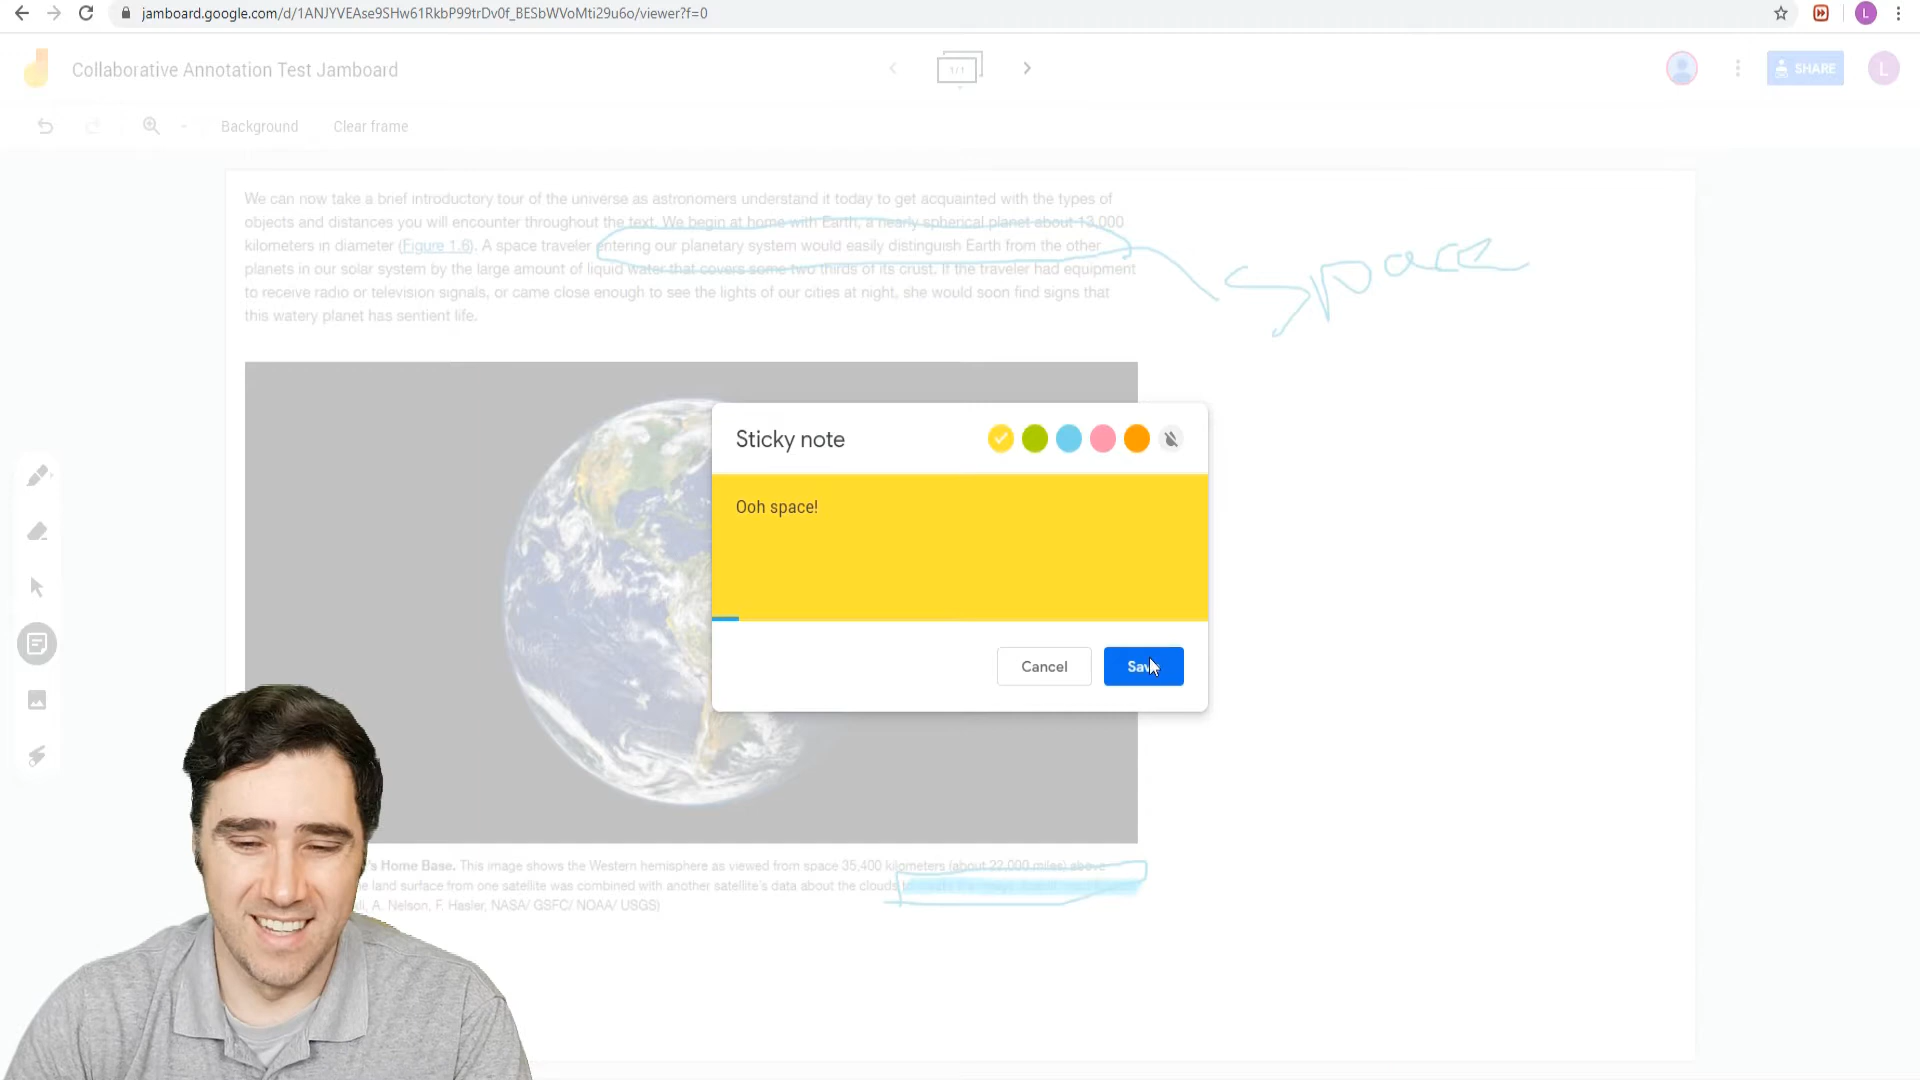 jamboard.google.com/d/1ANJYVEAse9SHw61RkbP99trDv0f_BESbWVoMti29u6o/viewer?f=0
L
Collaborative Annotation Test Jamboard
1/1
SHARE
L
Background
Clear frame
We can now take a brief introductory tour of the universe as astronomers understand it today to get acquainted with the types of
objects and distances you will encounter throughout the text. We begin at home with Earth, a nearly spherical planet about 13,000
kilometers in diameter (Figure 1.6). A space traveler entering our planetary system would easily distinguish Earth from the other
planets in our solar system by the large amount of liquid water that covers some two thirds of its crust. If the traveler had equipment
to receive radio or television signals, or came close enough to see the lights of our cities at night, she would soon find signs that
this watery planet has sentient life.
space
Sticky note
Ooh space!
Cancel
Save
's Home Base. This image shows the Western hemisphere as viewed from space 35,400 kilometers (about 22,000 miles) above
the land surface from one satellite was combined with another satellite's data about the clouds to
A. Nelson, F. Hasler, NASA/ GSFC/ NOAA/ USGS)